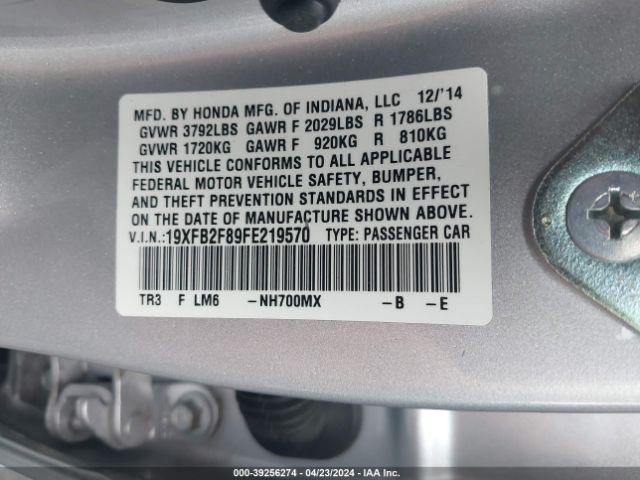 MFD. BY HONDA MFG. OF INDIANA, LLC 12/'14
GVWR 3792LBS GAWR F 2029LBS R 1786LBS
GVWR 1720KG GAWR F 920KG R 810KG
THIS VEHICLE CONFORMS TO ALL APPLICABLE
FEDERAL MOTOR VEHICLE SAFETY, BUMPER,
AND THEFT PREVENTION STANDARDS IN EFFECT
ON THE DATE OF MANUFACTURE SHOWN ABOVE.
V.I.N.:19XFB2F89FE219570 TYPE: PASSENGER CAR
TR3 F LM6 -NH700MX -B -E
000-39256274 - 04/23/2024 - IAA Inc.